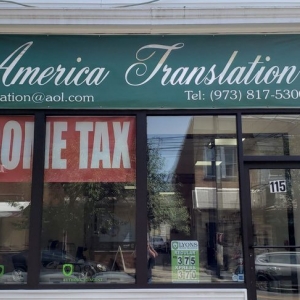 America Translation
ation@aol.com
Tel: (973) 817-5300
OME TAX
115
LYONS
375